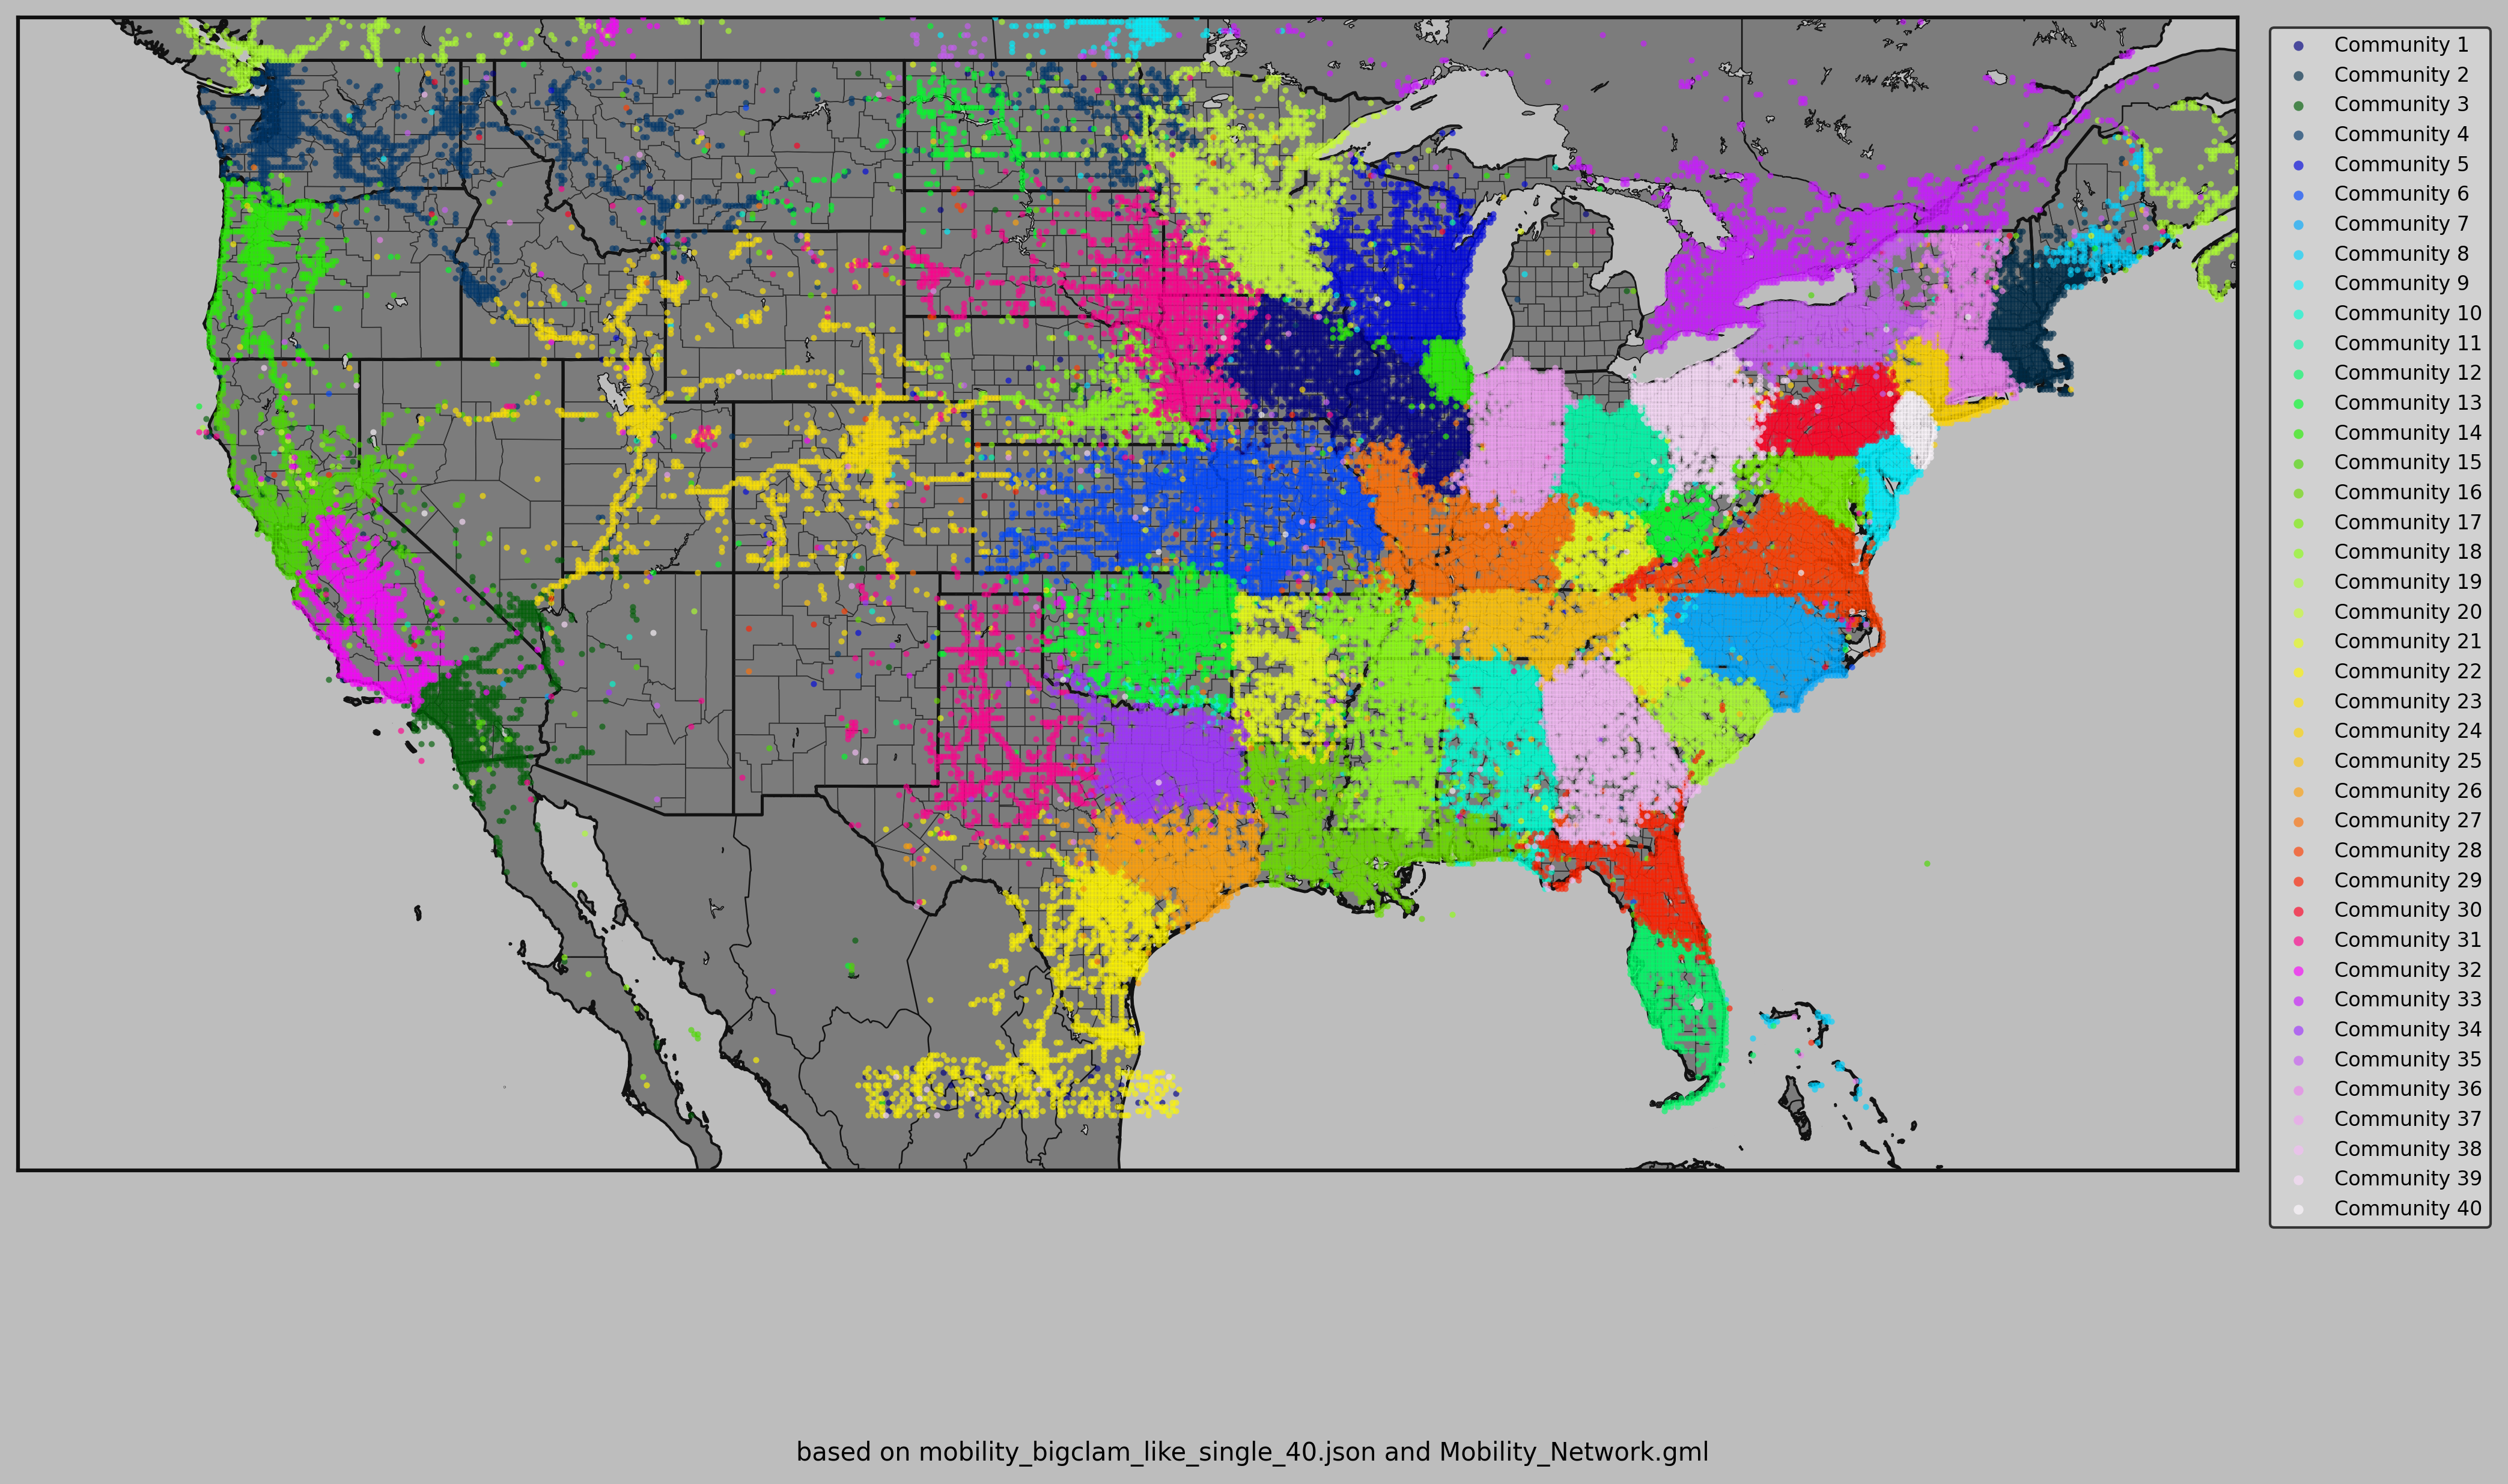 Community 1
Community 2
Community 3
Community 4
Community 5
Community 6
Community 7
Community 8
Community 9
Community 10
Community 11
Community 12
Community 13
Community 14
Community 15
Community 16
Community 17
Community 18
Community 19
Community 20
Community 21
Community 22
Community 23
Community 24
Community 25
Community 26
Community 27
Community 28
Community 29
Community 30
Community 31
Community 32
Community 33
Community 34
Community 35
Community 36
Community 37
Community 38
Community 39
Community 40
based on mobility_bigclam_like_single_40.json and Mobility_Network.gml